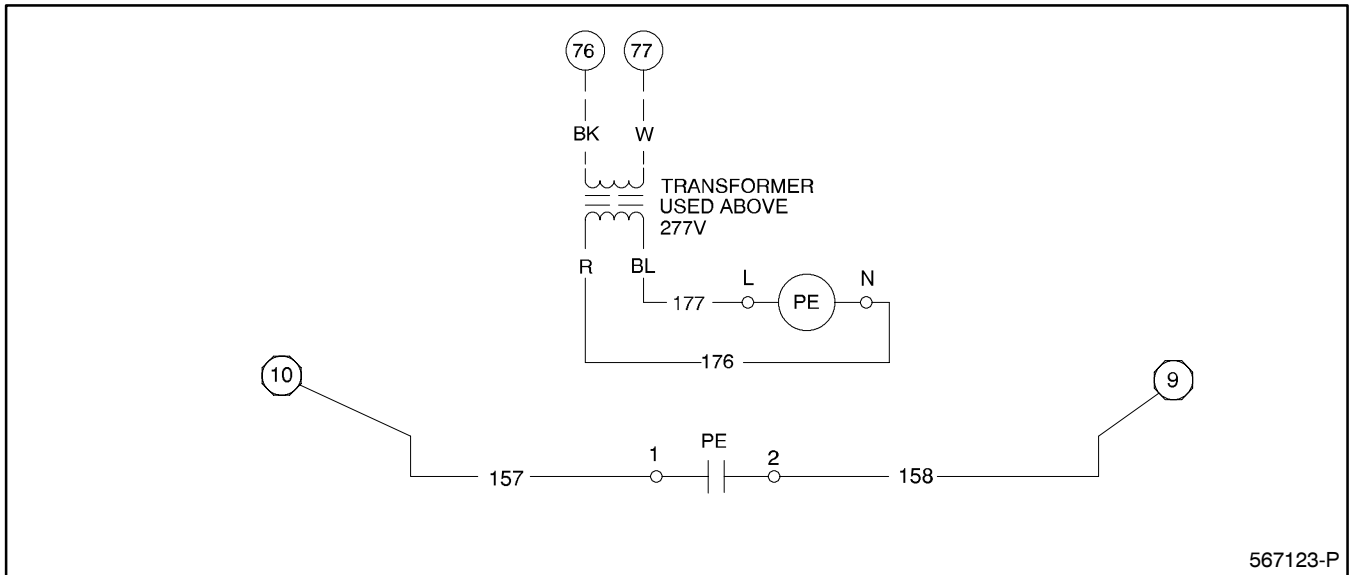 76 77
BK W
TRANSFORMER
USED ABOVE
277V
R BL
L N
177 PE
176
10 9
PE
1 2
157 158
567123-P